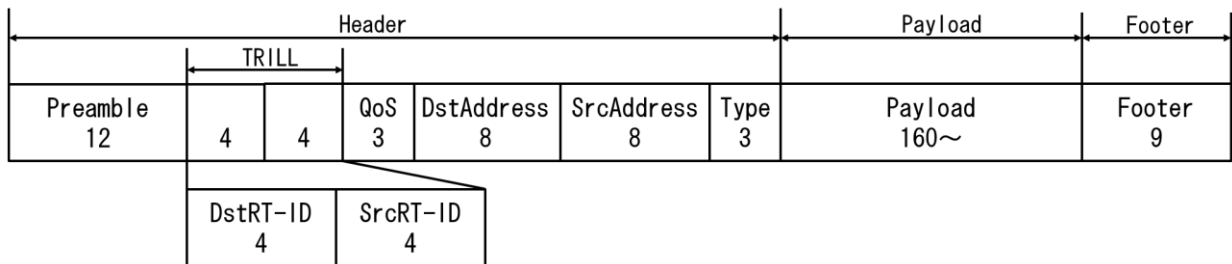 Header Payload Footer
TRILL
Preamble QoS DstAddress SrcAddress Type Payload Footer
12 4 4 3 8 8 3 160～ 9
DstRT-ID SrcRT-ID
4 4